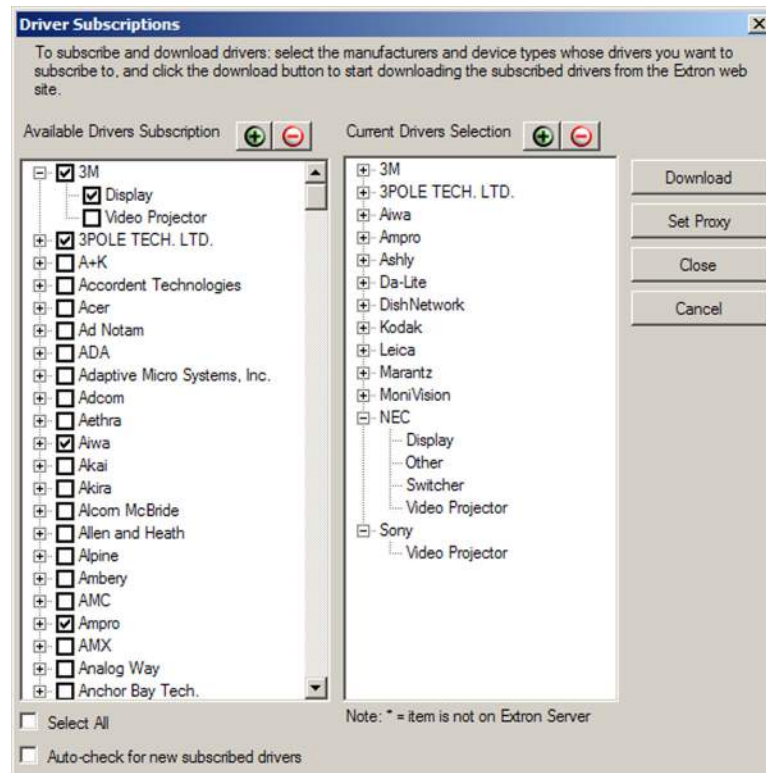 Driver Subscriptions
To subscribe and download drivers: select the manufacturers and device types whose drivers you want to
subscribe to, and click the download button to start downloading the subscribed drivers from the Extron web
site.
Available Drivers Subscription
3M
Display
Video Projector
3POLE TECH. LTD.
A+K
Accordent Technologies
Acer
Ad Notam
ADA
Adaptive Micro Systems, Inc.
Adcom
Aethra
Aiwa
Akai
Akira
Alcorn McBride
Allen and Heath
Alpine
Ambery
AMC
Ampro
AMX
Analog Way
Anchor Bay Tech.
Select All
Auto-check for new subscribed drivers
Current Drivers Selection
3M
3POLE TECH. LTD.
Aiwa
Ampro
Ashly
Da-Lite
DishNetwork
Kodak
Leica
Marantz
MoniVision
NEC
Display
Other
Switcher
Video Projector
Sony
Video Projector
Note: * = item is not on Extron Server
Download
Set Proxy
Close
Cancel